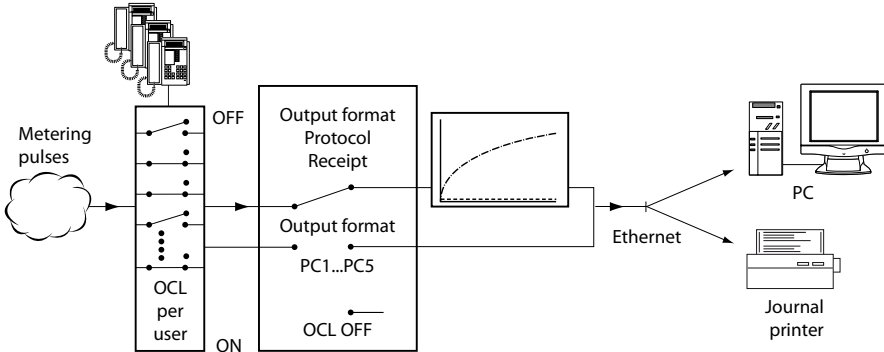 Metering
pulses
OFF
OCL
per
user
ON
Output format
Protocol
Receipt
Output format
PC1...PC5
OCL OFF
Ethernet
PC
Journal
printer